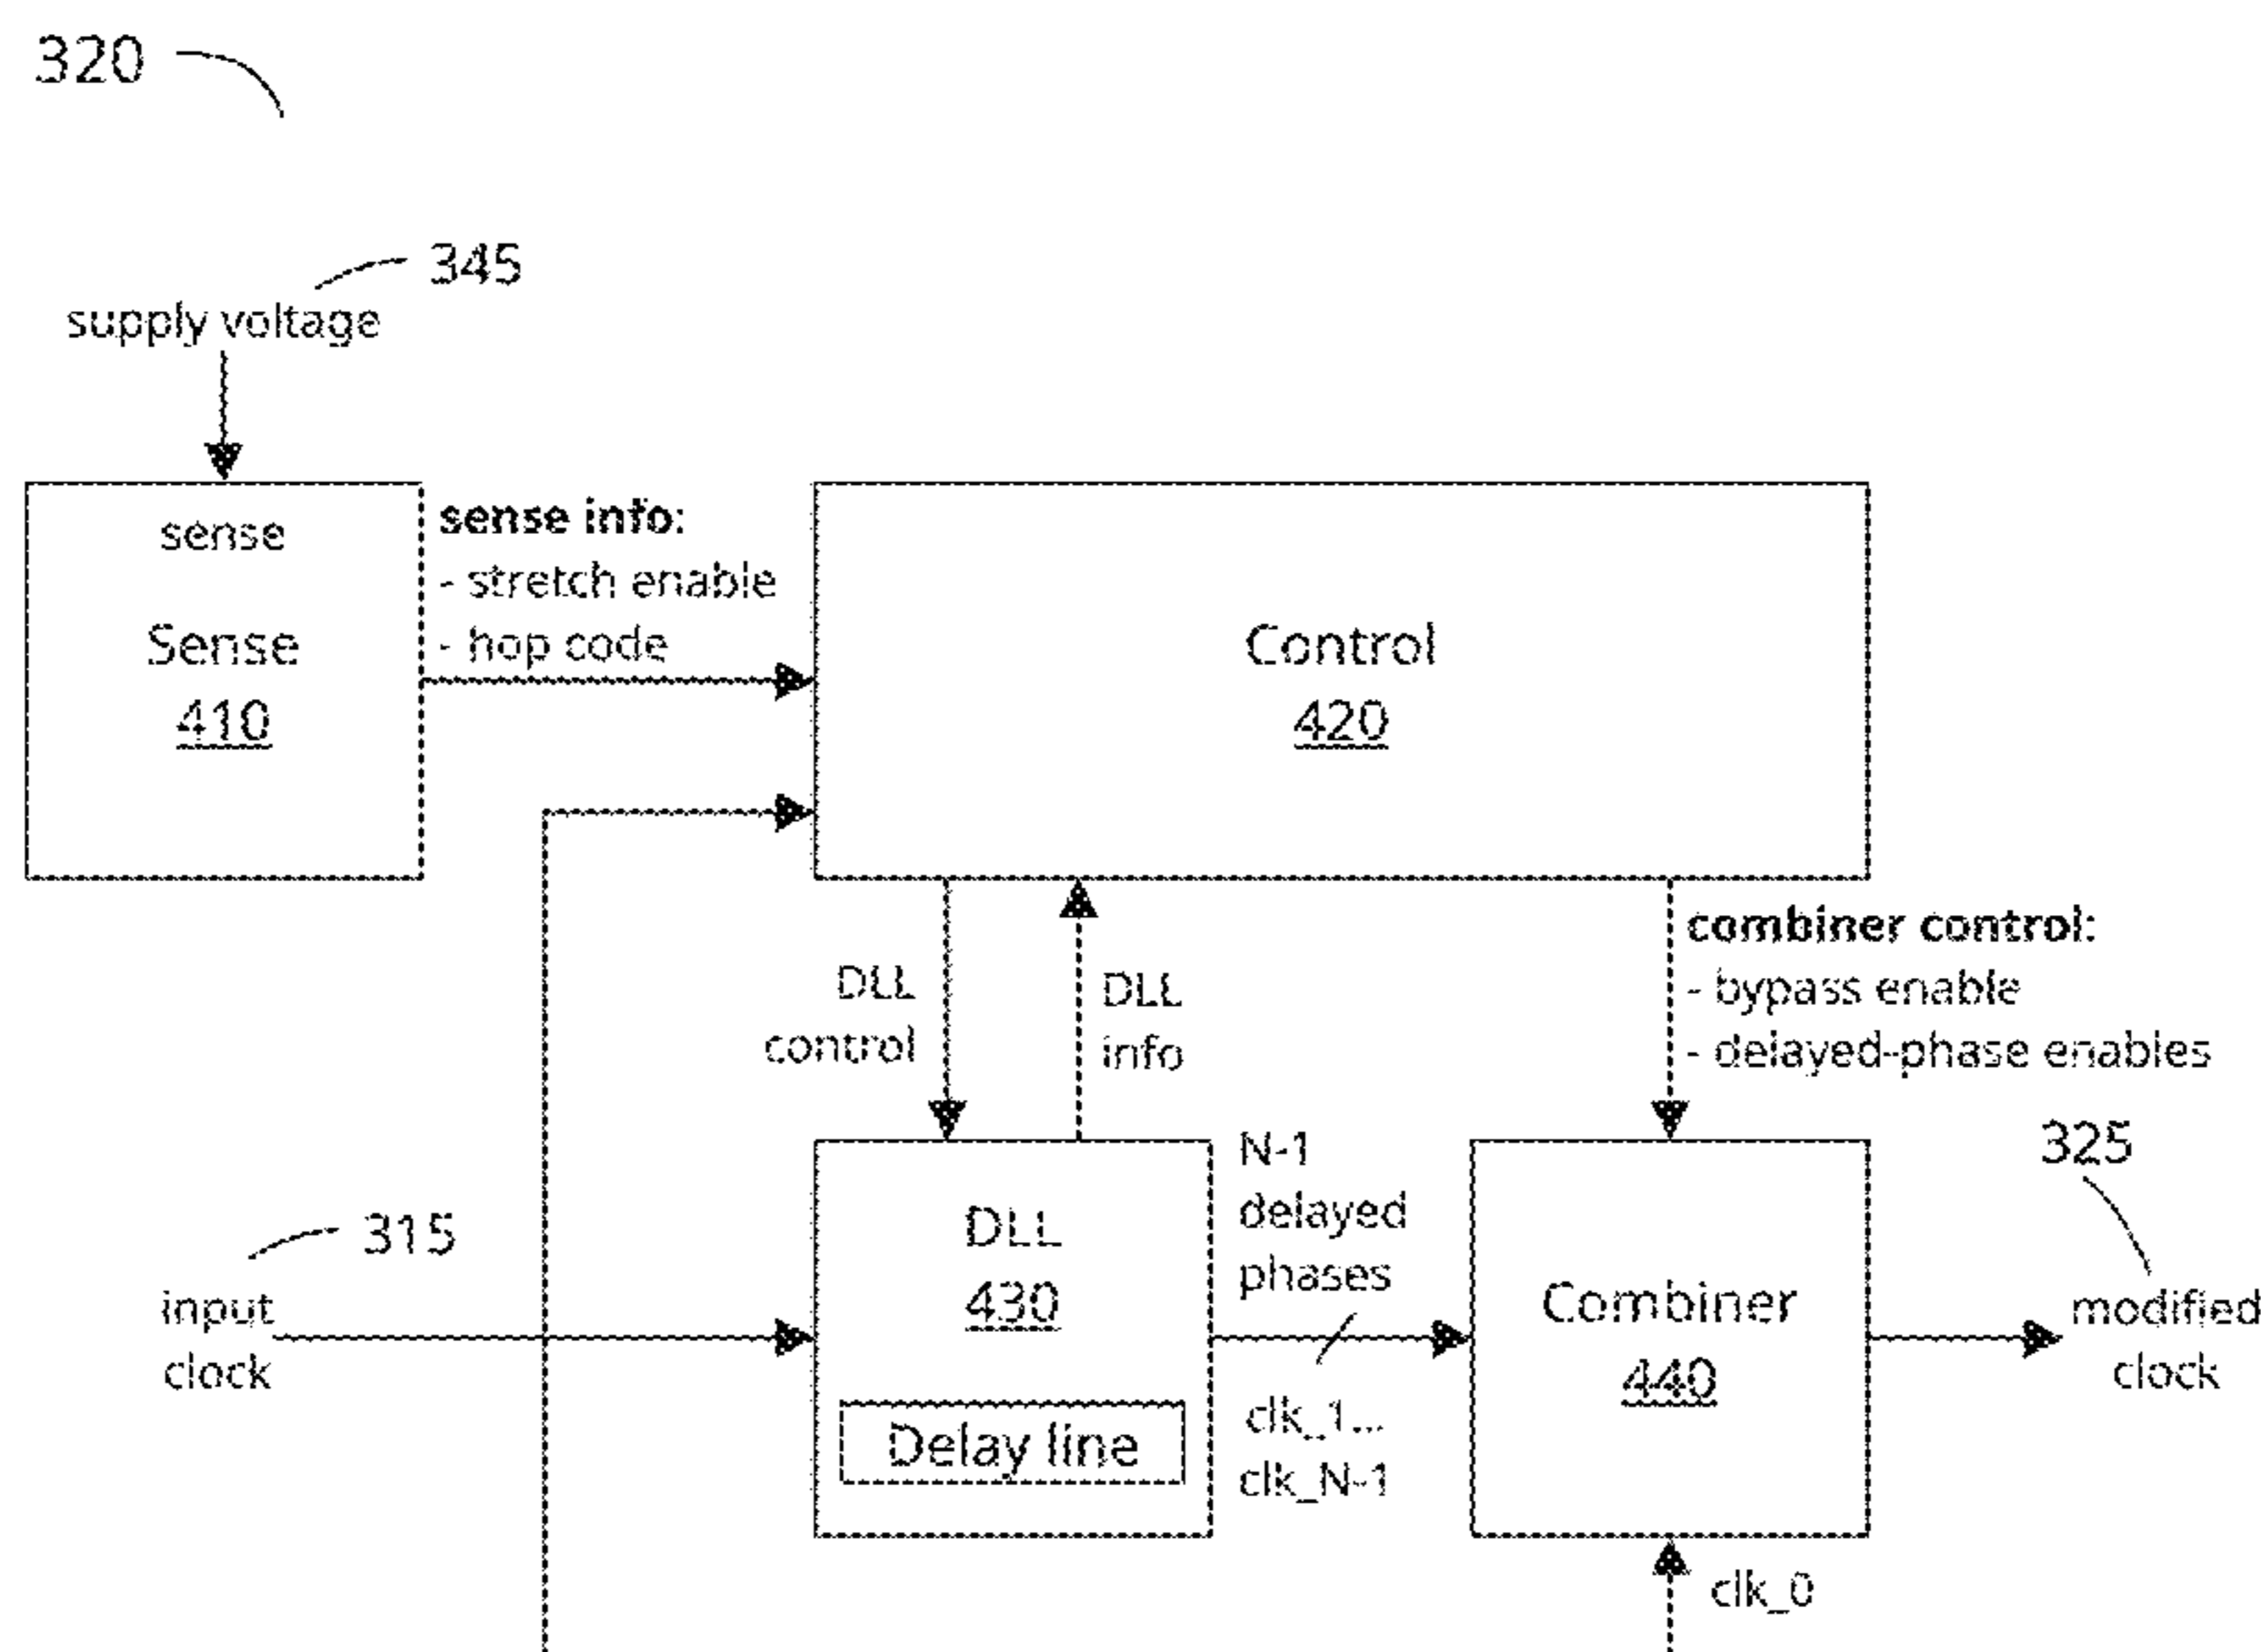 320
345
supply voltage
sense
Sense
410
sense info:
- stretch enable
- hop code
Control
420
DLL
control
DLL
info
combiner control:
- bypass enable
- delayed-phase enables
325
315
input
clock
DLL
430
Delay line
N-1
delayed
phases
clk_1...
clk_N-1
Combiner
440
modified
clock
clk_0